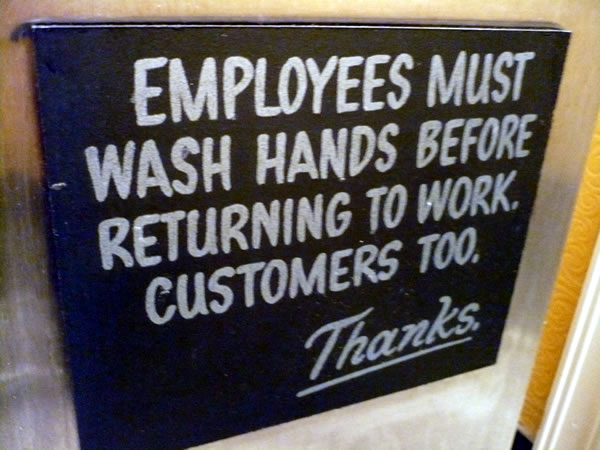 EMPLOYEES MUST
WASH HANDS BEFORE
RETURNING TO WORK.
CUSTOMERS TOO.
Thanks.